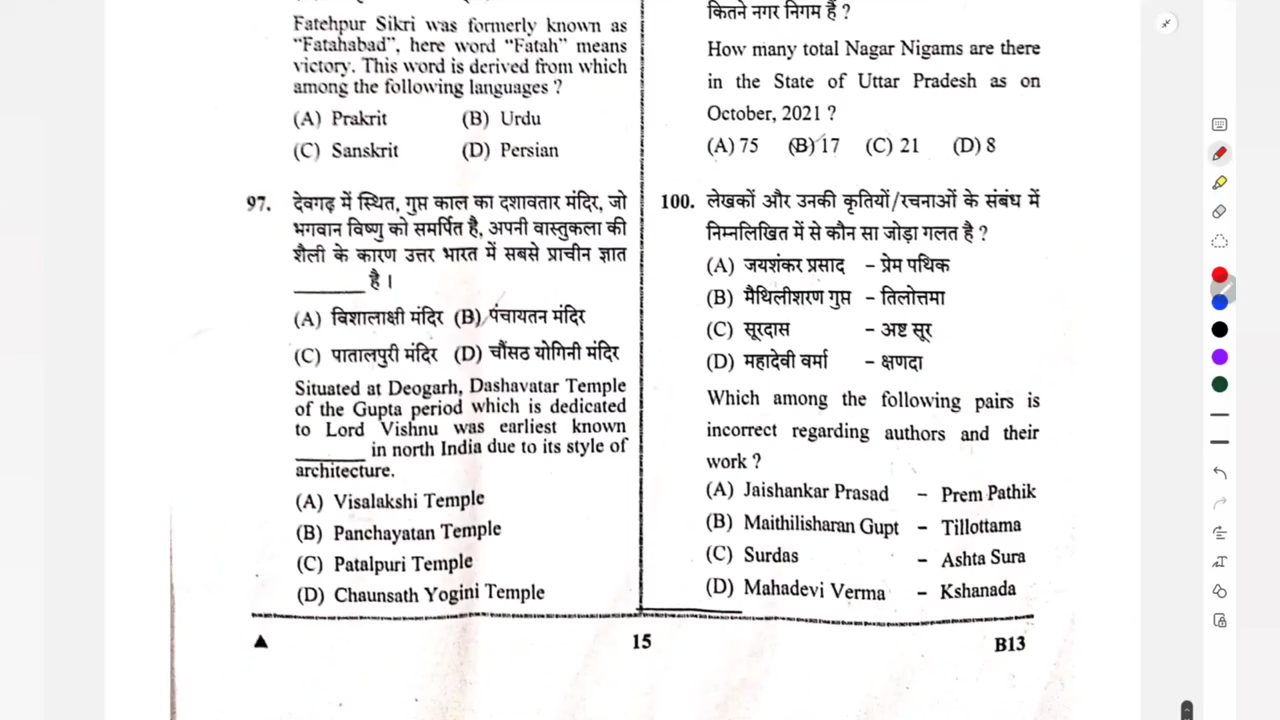 Fatehpur Sikri was formerly known as
"Fatahabad", here word "Fatah" means
victory. This word is derived from which
among the following languages ?
(A) Prakrit (B) Urdu
(C) Sanskrit (D) Persian
97. देवगढ़ में स्थित, गुप्त काल का दशावतार मंदिर, जो
भगवान विष्णु को समर्पित है, अपनी वास्तुकला की
शैली के कारण उत्तर भारत में सबसे प्राचीन ज्ञात
_______ है ।
(A) विशालाक्षी मंदिर (B) पंचायतन मंदिर
(C) पातालपुरी मंदिर (D) चौंसठ योगिनी मंदिर
Situated at Deogarh, Dashavatar Temple
of the Gupta period which is dedicated
to Lord Vishnu was earliest known
_______ in north India due to its style of
architecture.
(A) Visalakshi Temple
(B) Panchayatan Temple
(C) Patalpuri Temple
(D) Chaunsath Yogini Temple
कितने नगर निगम हैं ?
How many total Nagar Nigams are there
in the State of Uttar Pradesh as on
October, 2021 ?
(A) 75 (B) 17 (C) 21 (D) 8
100. लेखकों और उनकी कृतियों/रचनाओं के संबंध में
निम्नलिखित में से कौन सा जोड़ा गलत है ?
(A) जयशंकर प्रसाद – प्रेम पथिक
(B) मैथिलीशरण गुप्त – तिलोत्तमा
(C) सूरदास – अष्ट सूर
(D) महादेवी वर्मा – क्षणदा
Which among the following pairs is
incorrect regarding authors and their
work ?
(A) Jaishankar Prasad – Prem Pathik
(B) Maithilisharan Gupt – Tillottama
(C) Surdas – Ashta Sura
(D) Mahadevi Verma – Kshanada
▲ 15 B13